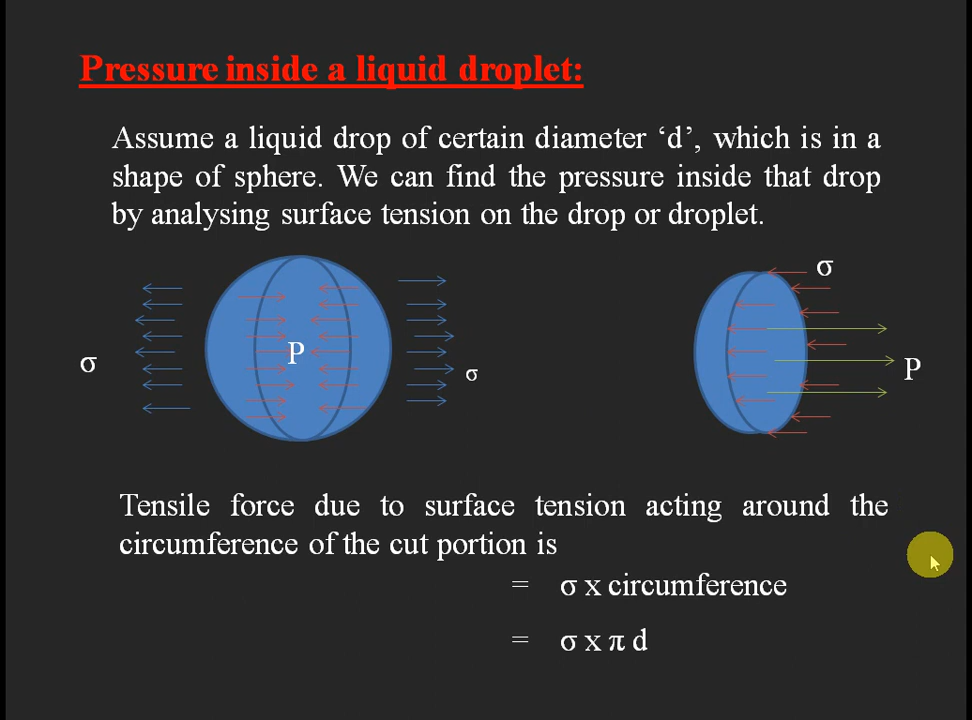 Pressure inside a liquid droplet:
Assume a liquid drop of certain diameter ‘d’, which is in a
shape of sphere. We can find the pressure inside that drop
by analysing surface tension on the drop or droplet.
σ
σ P σ P
Tensile force due to surface tension acting around the
circumference of the cut portion is
= σ x circumference
= σ x π d